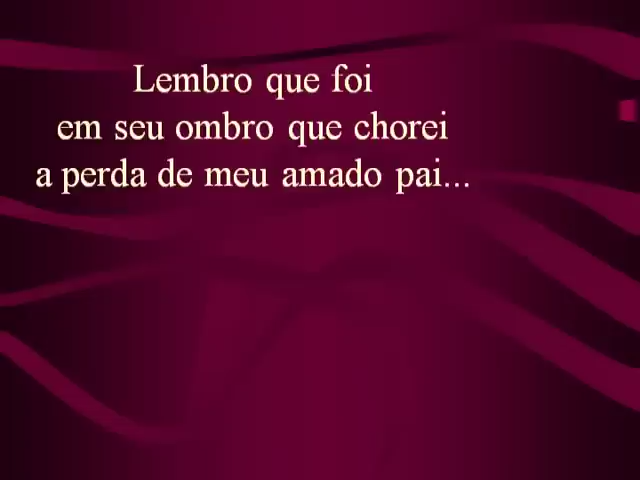 Lembro que foi
em seu ombro que chorei
a perda de meu amado pai...